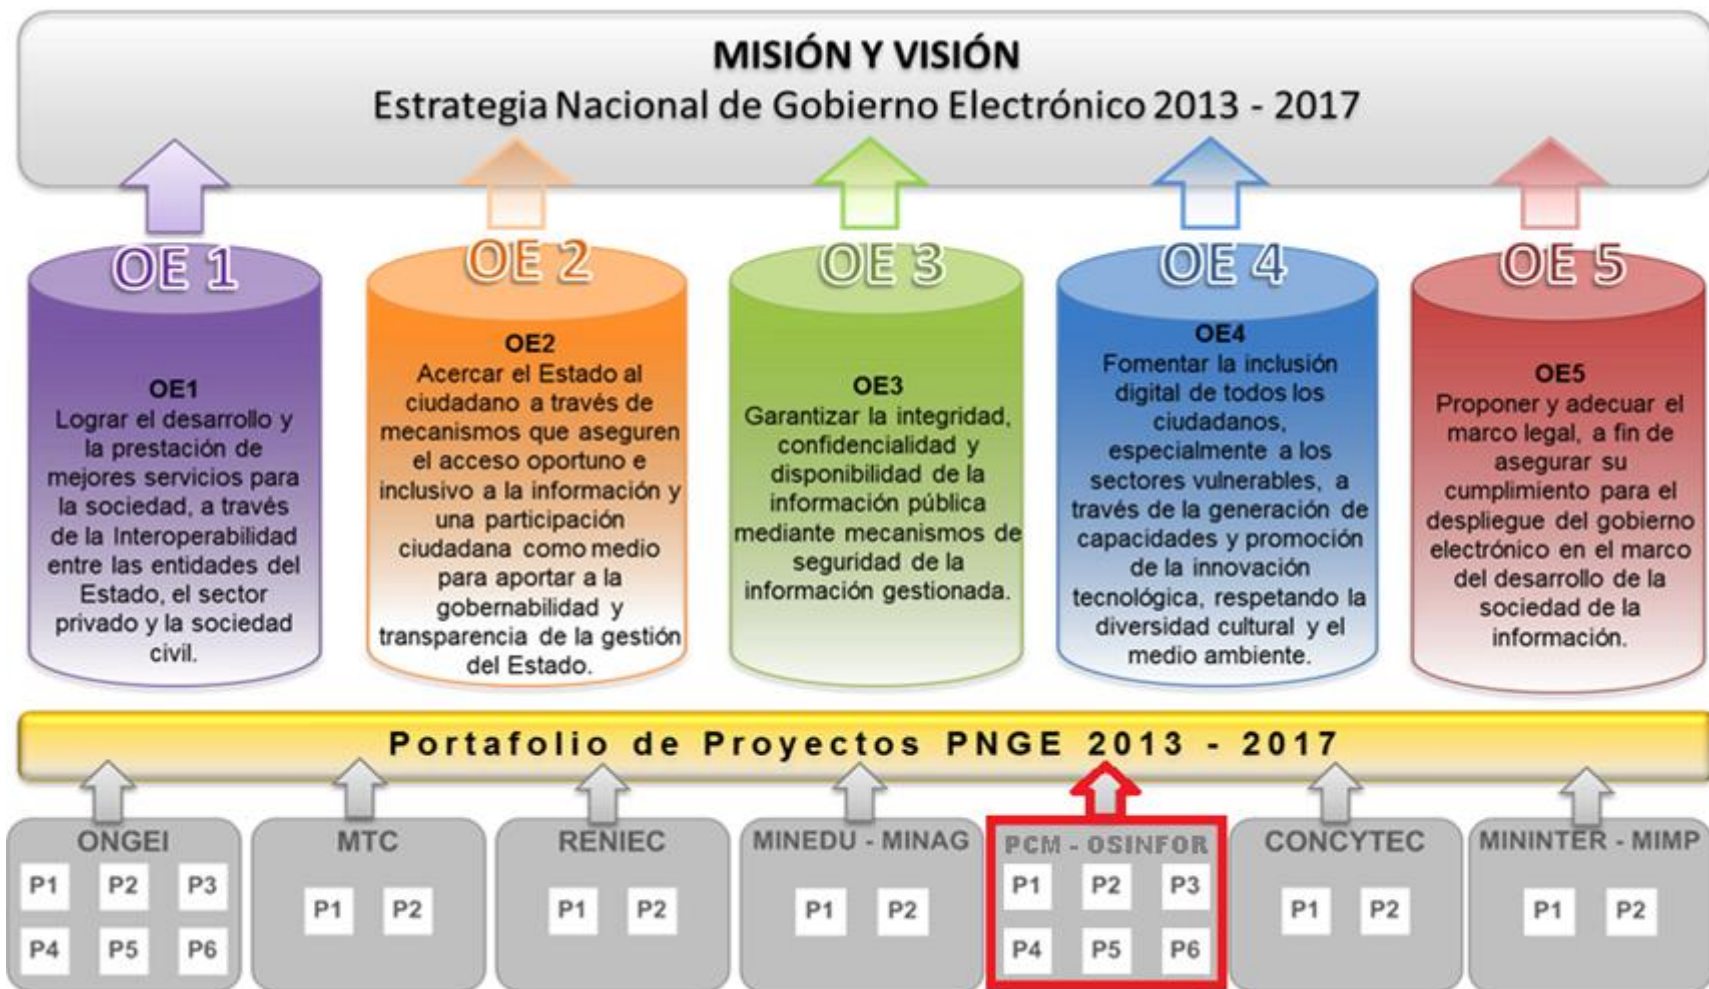 MISIÓN Y VISIÓN
Estrategia Nacional de Gobierno Electrónico 2013 - 2017
OE 1
OE 2
OE 3
OE 4
OE 5
OE1
Lograr el desarrollo y
la prestación de
mejores servicios para
la sociedad, a través
de la Interoperabilidad
entre las entidades del
Estado, el sector
privado y la sociedad
civil.
OE2
Acercar el Estado al
ciudadano a través de
mecanismos que aseguren
el acceso oportuno e
inclusivo a la información y
una participación
ciudadana como medio
para aportar a la
gobernabilidad y
transparencia de la gestión
del Estado.
OE3
Garantizar la integridad,
confidencialidad y
disponibilidad de la
información pública
mediante mecanismos de
seguridad de la
información gestionada.
OE4
Fomentar la inclusión
digital de todos los
ciudadanos,
especialmente a los
sectores vulnerables, a
través de la generación de
capacidades y promoción
de la innovación
tecnológica, respetando la
diversidad cultural y el
medio ambiente.
OE5
Proponer y adecuar el
marco legal, a fin de
asegurar su
cumplimiento para el
despliegue del gobierno
electrónico en el marco
del desarrollo de la
sociedad de la
información.
Portafolio de Proyectos PNGE 2013 - 2017
ONGEI
P1 P2 P3
P4 P5 P6
MTC
P1 P2
RENIEC
P1 P2
MINEDU - MINAG
P1 P2
PCM - OSINFOR
P1 P2 P3
P4 P5 P6
CONCYTEC
P1 P2
MININTER - MIMP
P1 P2